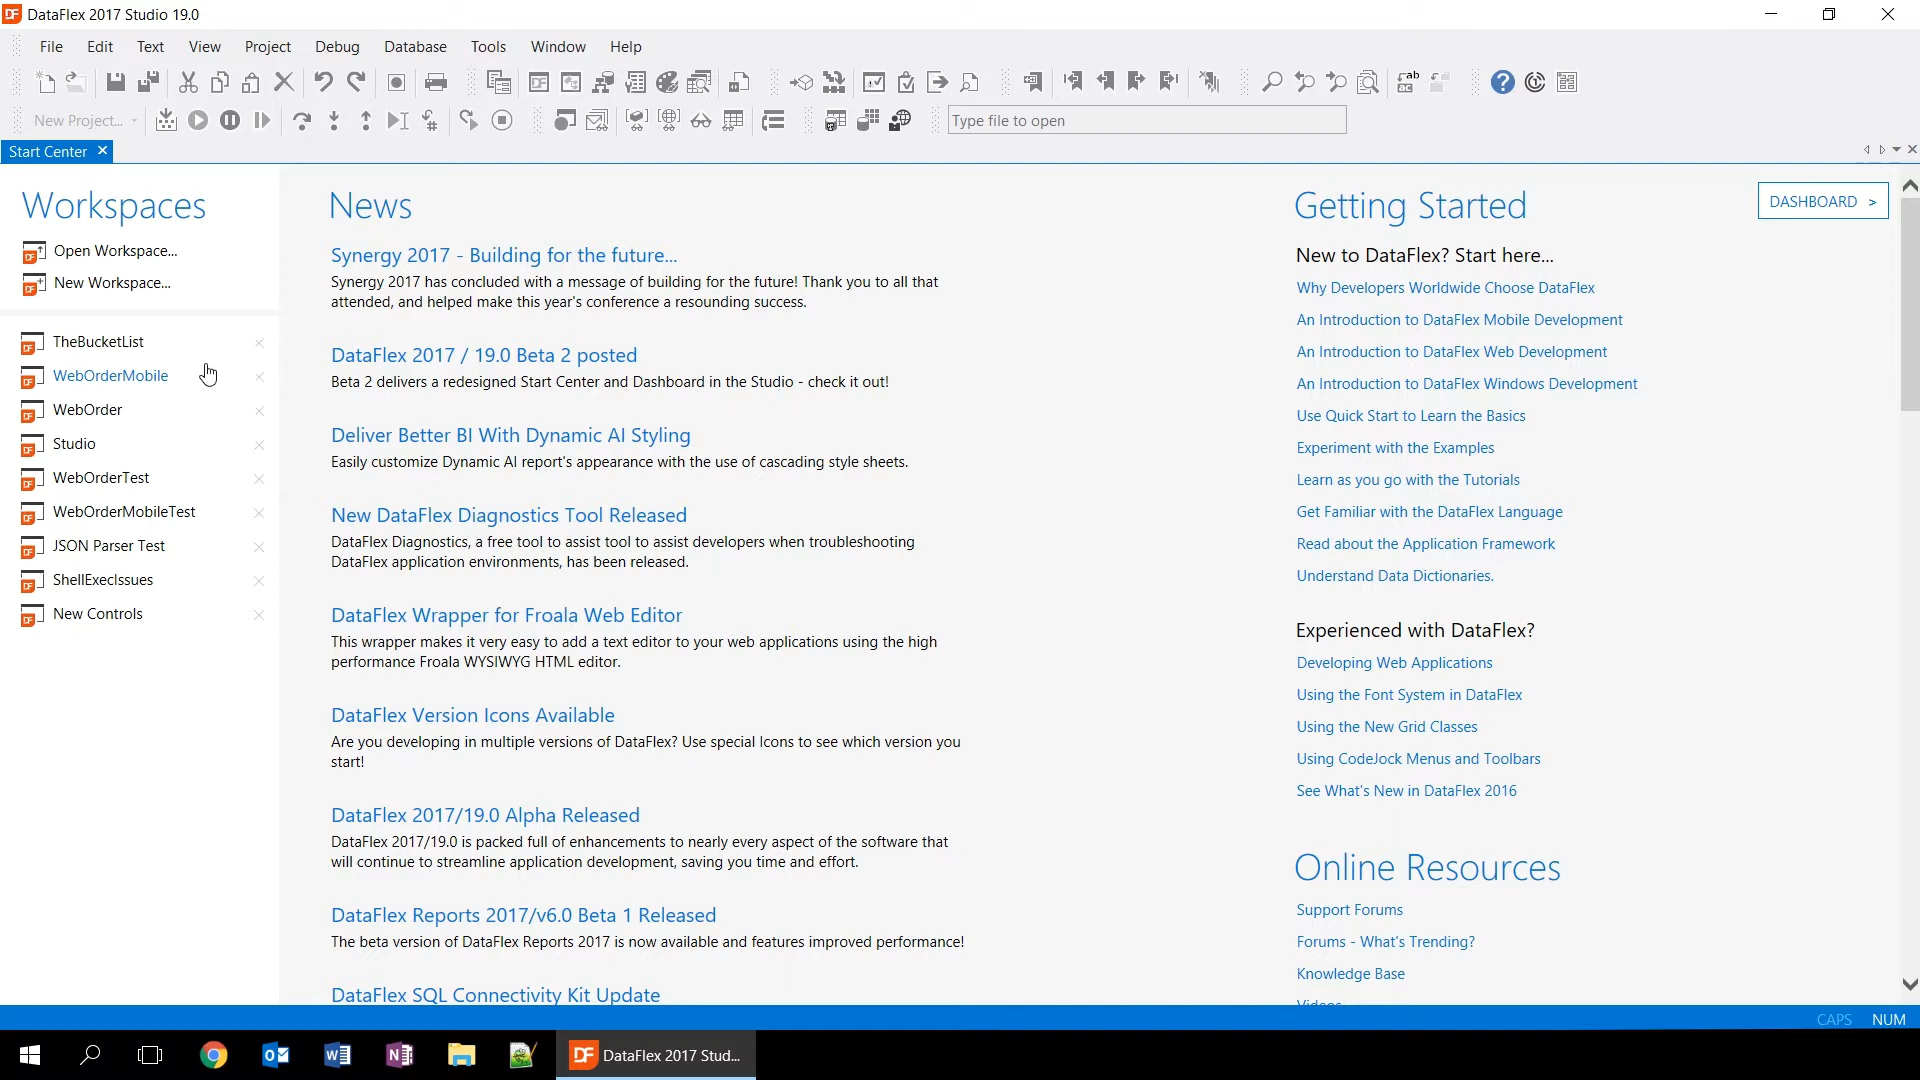 DataFlex 2017 Studio 19.0
File Edit Text View Project Debug Database Tools Window Help
New Project...
Type file to open
Start Center
Workspaces
Open Workspace...
New Workspace...
TheBucketList
WebOrderMobile
WebOrder
Studio
WebOrderTest
WebOrderMobileTest
JSON Parser Test
ShellExecIssues
New Controls
News
Synergy 2017 - Building for the future...
Synergy 2017 has concluded with a message of building for the future! Thank you to all that
attended, and helped make this year's conference a resounding success.
DataFlex 2017 / 19.0 Beta 2 posted
Beta 2 delivers a redesigned Start Center and Dashboard in the Studio - check it out!
Deliver Better BI With Dynamic AI Styling
Easily customize Dynamic AI report's appearance with the use of cascading style sheets.
New DataFlex Diagnostics Tool Released
DataFlex Diagnostics, a free tool to assist tool to assist developers when troubleshooting
DataFlex application environments, has been released.
DataFlex Wrapper for Froala Web Editor
This wrapper makes it very easy to add a text editor to your web applications using the high
performance Froala WYSIWYG HTML editor.
DataFlex Version Icons Available
Are you developing in multiple versions of DataFlex? Use special Icons to see which version you
start!
DataFlex 2017/19.0 Alpha Released
DataFlex 2017/19.0 is packed full of enhancements to nearly every aspect of the software that
will continue to streamline application development, saving you time and effort.
DataFlex Reports 2017/v6.0 Beta 1 Released
The beta version of DataFlex Reports 2017 is now available and features improved performance!
DataFlex SQL Connectivity Kit Update
Getting Started
DASHBOARD >
New to DataFlex? Start here...
Why Developers Worldwide Choose DataFlex
An Introduction to DataFlex Mobile Development
An Introduction to DataFlex Web Development
An Introduction to DataFlex Windows Development
Use Quick Start to Learn the Basics
Experiment with the Examples
Learn as you go with the Tutorials
Get Familiar with the DataFlex Language
Read about the Application Framework
Understand Data Dictionaries.
Experienced with DataFlex?
Developing Web Applications
Using the Font System in DataFlex
Using the New Grid Classes
Using CodeJock Menus and Toolbars
See What's New in DataFlex 2016
Online Resources
Support Forums
Forums - What's Trending?
Knowledge Base
Videos
CAPS NUM
DataFlex 2017 Stud...